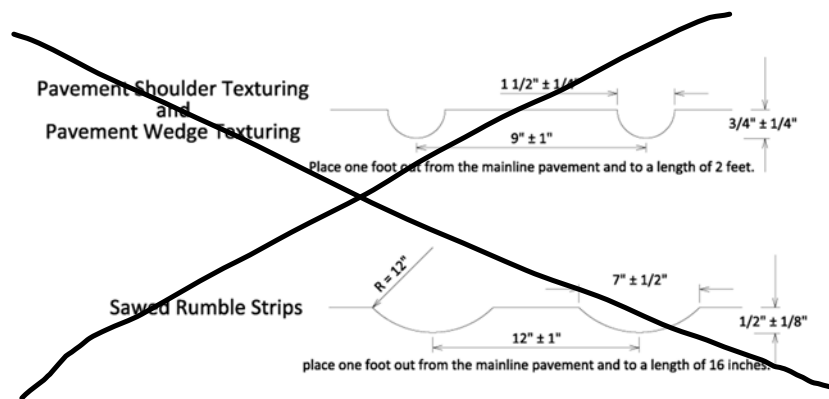 Pavement Shoulder Texturing
and
Pavement Wedge Texturing
1 1/2" ± 1/4"
3/4" ± 1/4"
9" ± 1"
Place one foot out from the mainline pavement and to a length of 2 feet.
R = 12"
7" ± 1/2"
Sawed Rumble Strips
1/2" ± 1/8"
12" ± 1"
place one foot out from the mainline pavement and to a length of 16 inches.